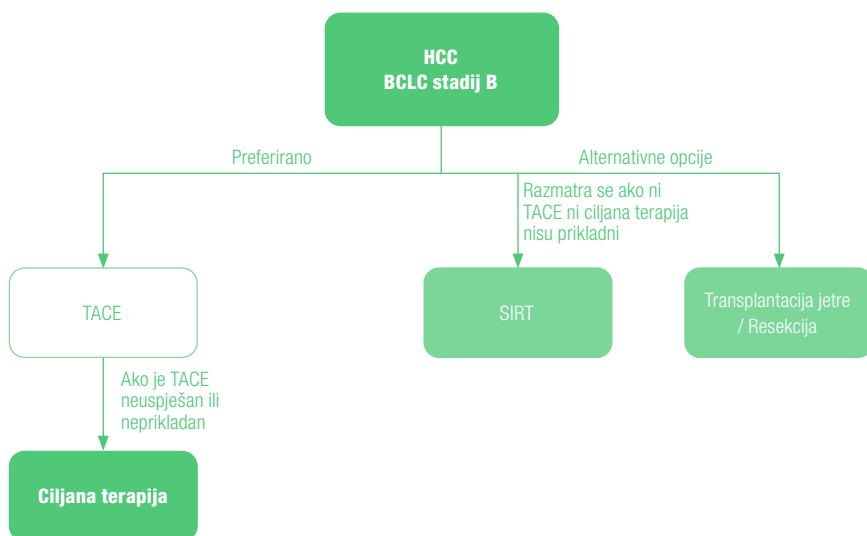 HCC
BCLC stadij B
Preferirano
Alternativne opcije
Razmatra se ako ni
TACE ni ciljana terapija
nisu prikladni
TACE
SIRT
Transplantacija jetre
/ Resekcija
Ako je TACE
neuspješan ili
neprikladan
Ciljana terapija